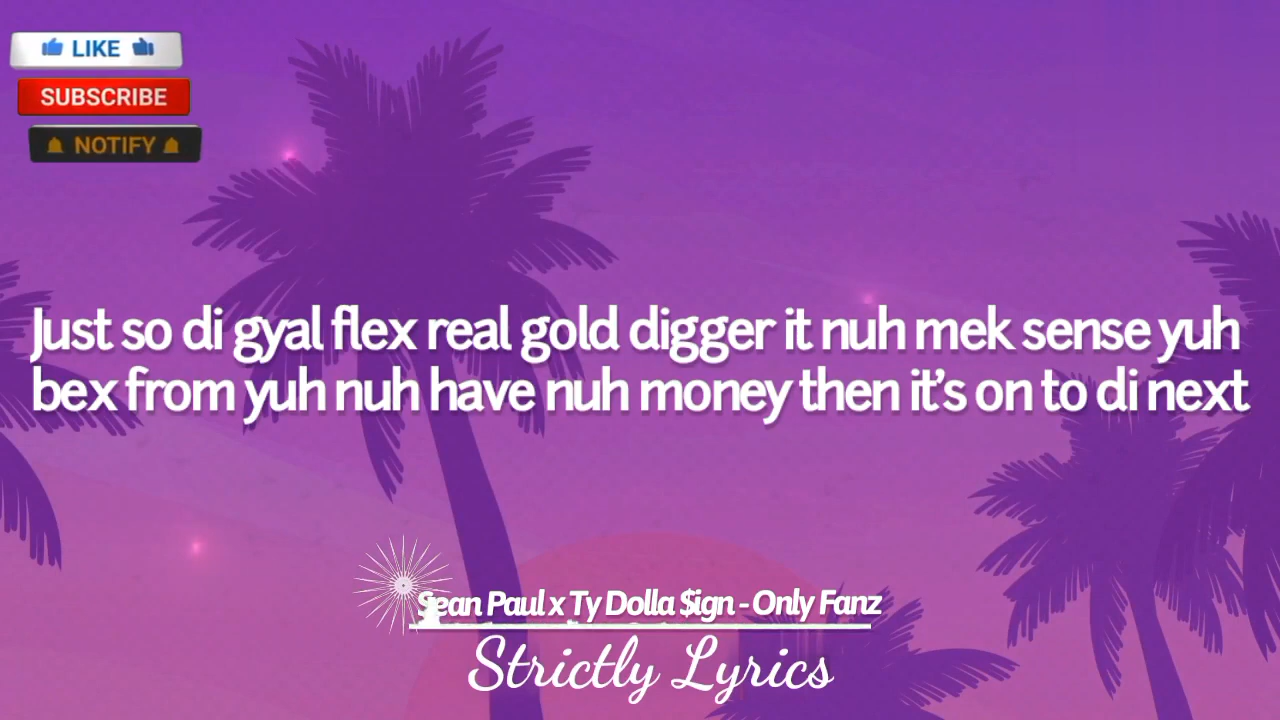 LIKE
SUBSCRIBE
NOTIFY
Just so di gyal flex real gold digger it nuh mek sense yuh
bex from yuh nuh have nuh money then it's on to di next
Sean Paul x Ty Dolla $ign - Only Fanz
Strictly Lyrics